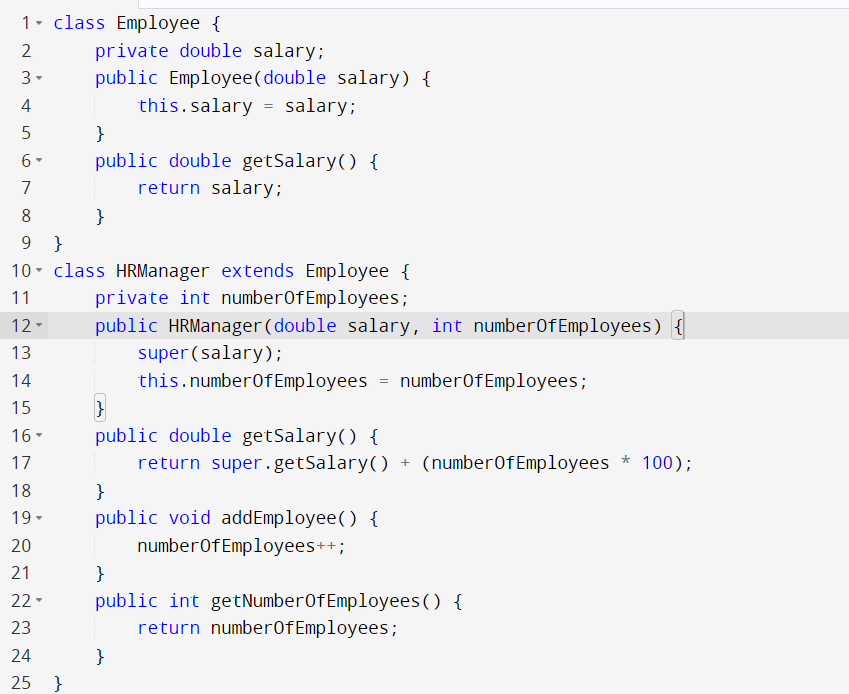 1 class Employee {
2     private double salary;
3     public Employee(double salary) {
4         this.salary = salary;
5     }
6     public double getSalary() {
7         return salary;
8     }
9 }
10 class HRManager extends Employee {
11     private int numberOfEmployees;
12     public HRManager(double salary, int numberOfEmployees) {
13         super(salary);
14         this.numberOfEmployees = numberOfEmployees;
15     }
16     public double getSalary() {
17         return super.getSalary() + (numberOfEmployees * 100);
18     }
19     public void addEmployee() {
20         numberOfEmployees++;
21     }
22     public int getNumberOfEmployees() {
23         return numberOfEmployees;
24     }
25 }